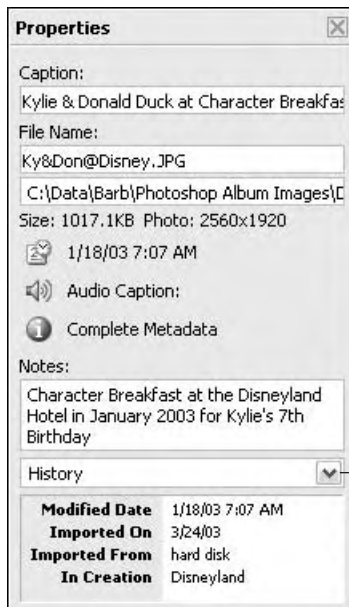 Properties
Caption:
Kylie & Donald Duck at Character Breakfas
File Name:
Ky&Don@Disney.JPG
C:\Data\Barb\Photoshop Album Images\D
Size: 1017.1KB Photo: 2560x1920
1/18/03 7:07 AM
Audio Caption:
Complete Metadata
Notes:
Character Breakfast at the Disneyland
Hotel in January 2003 for Kylie's 7th
Birthday
History
Modified Date 1/18/03 7:07 AM
Imported On 3/24/03
Imported From hard disk
In Creation Disneyland